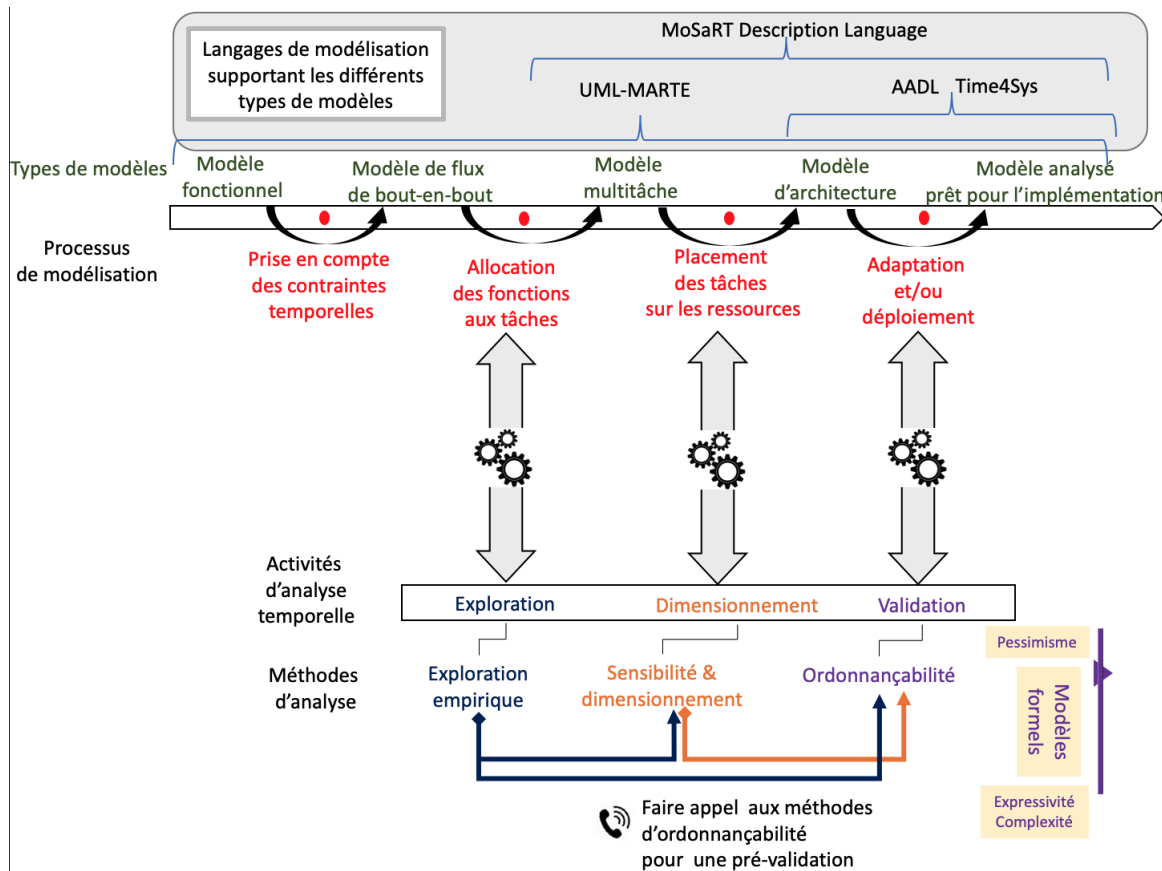 MoSaRT Description Language
Langages de modélisation
supportant les différents
types de modèles
UML-MARTE
AADL Time4Sys
Types de modèles
Modèle
fonctionnel
Modèle de flux
de bout-en-bout
Modèle
multitâche
Modèle
d’architecture
Modèle analysé
prêt pour l’implémentation
Processus
de modélisation
Prise en compte
des contraintes
temporelles
Allocation
des fonctions
aux tâches
Placement
des tâches
sur les ressources
Adaptation
et/ou
déploiement
Activités
d’analyse
temporelle
Exploration
Dimensionnement
Validation
Méthodes
d’analyse
Exploration
empirique
Sensibilité &
dimensionnement
Ordonnançabilité
Pessimisme
Modèles
formels
Expressivité
Complexité
Faire appel aux méthodes
d’ordonnançabilité
pour une pré-validation